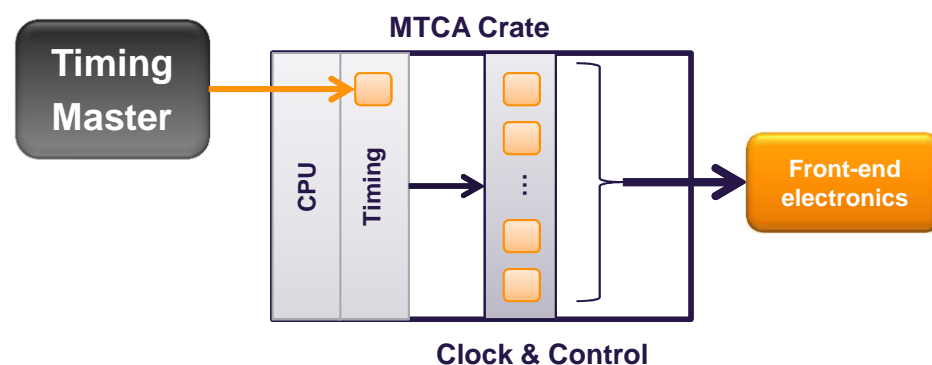 MTCA Crate
Timing
Master
CPU
Timing
...
Front-end
electronics
Clock & Control